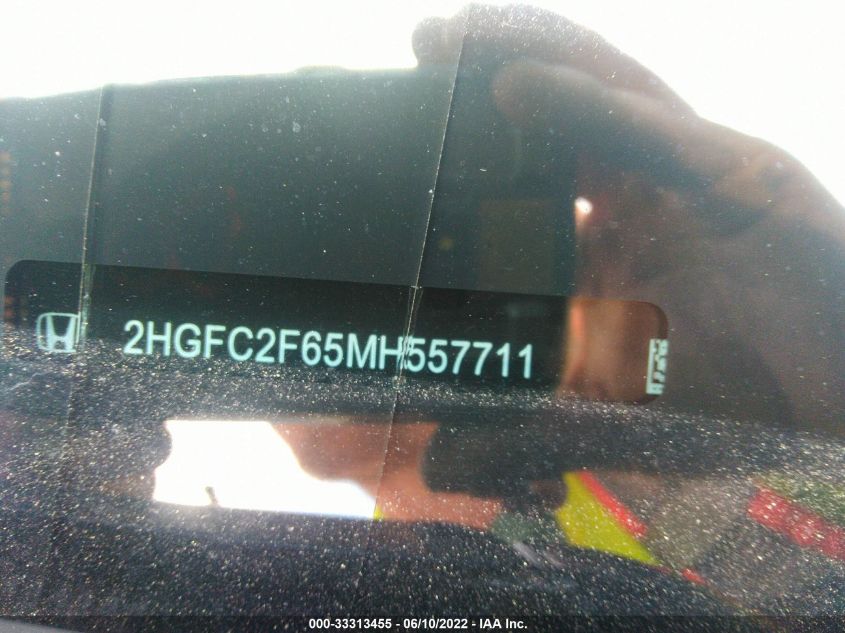 2HGFC2F65MH557711
000-33313455 - 06/10/2022 - IAA Inc.